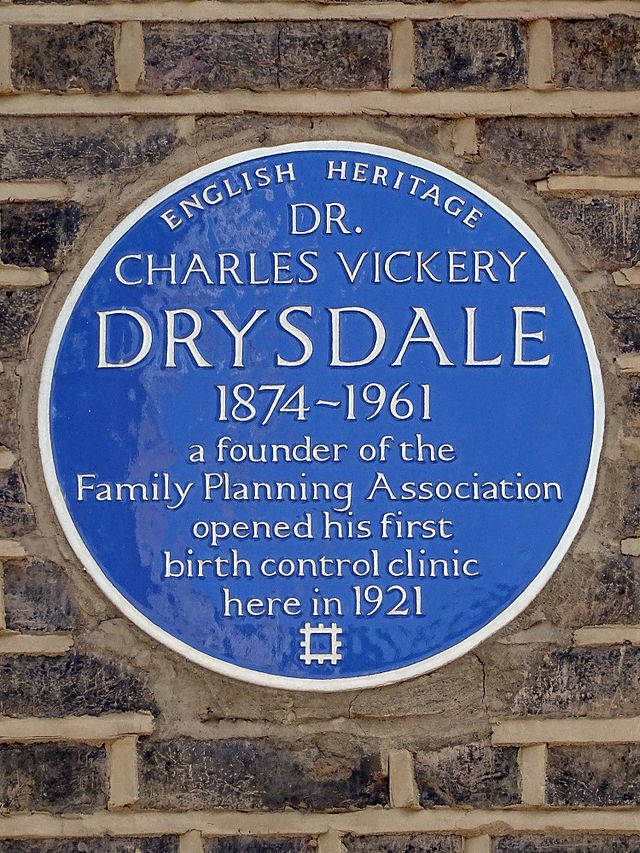 ENGLISH HERITAGE
DR.
CHARLES VICKERY
DRYSDALE
1874~1961
a founder of the
Family Planning Association
opened his first
birth control clinic
here in 1921